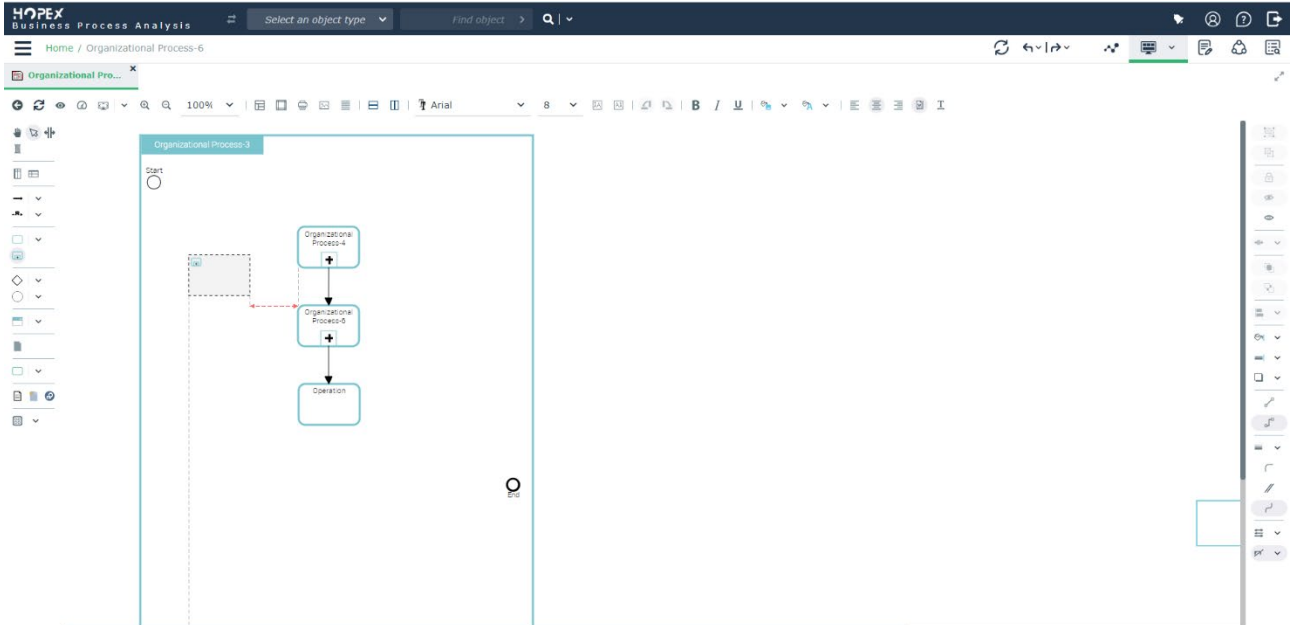 HOPEX
Business Process Analysis
Select an object type
Find object
Home / Organizational Process-6
Organizational Pro...
100%
Arial
8
B I U
Organizational Process-3
Start
Organizational
Process-4
Organizational
Process-6
Operation
End